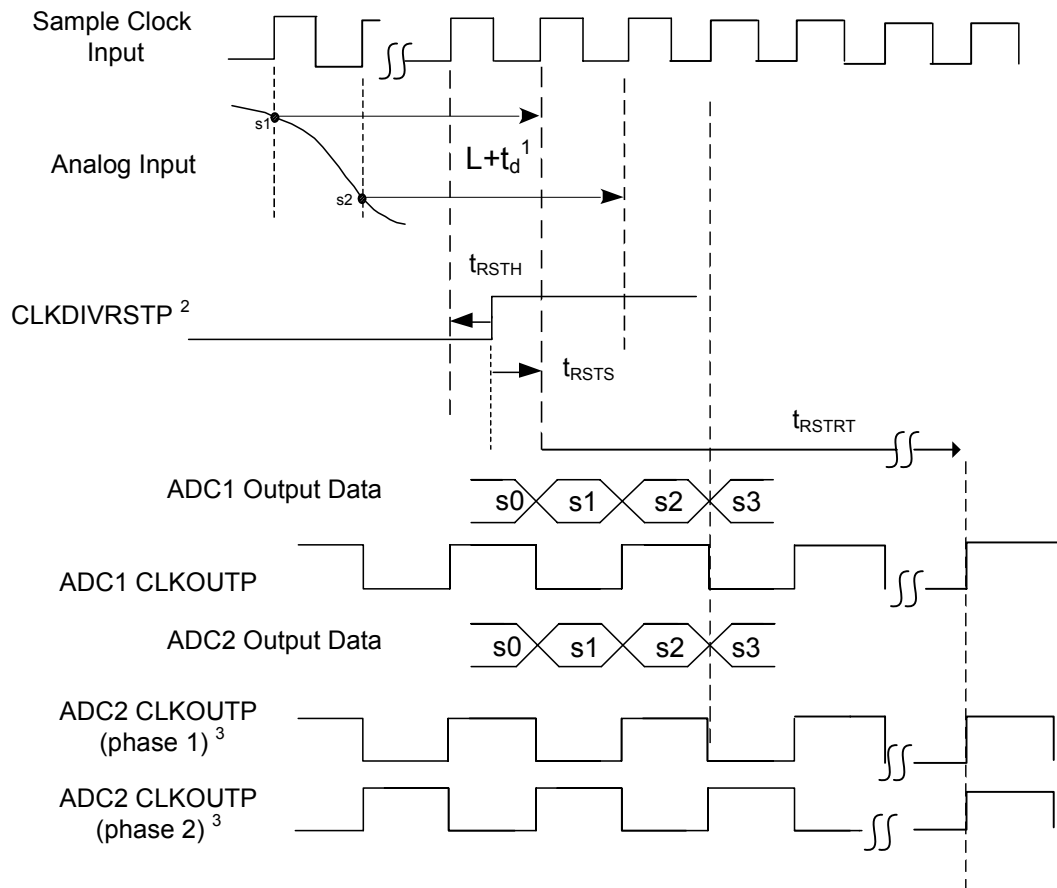 Sample Clock
Input
s1
L+td1
Analog Input
s2
tRSTH
CLKDIVRSTP 2
tRSTS
tRSTRT
ADC1 Output Data
s0 s1 s2 s3
ADC1 CLKOUTP
ADC2 Output Data
s0 s1 s2 s3
ADC2 CLKOUTP
(phase 1) 3
ADC2 CLKOUTP
(phase 2) 3